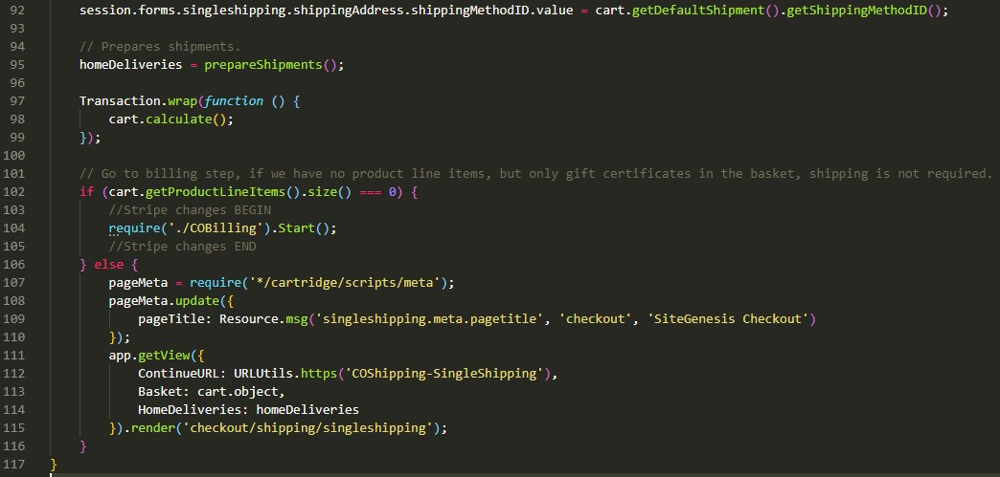 92 session.forms.singleshipping.shippingAddress.shippingMethodID.value = cart.getDefaultShipment().getShippingMethodID();
93
94 // Prepares shipments.
95 homeDeliveries = prepareShipments();
96
97 Transaction.wrap(function () {
98 cart.calculate();
99 });
100
101 // Go to billing step, if we have no product line items, but only gift certificates in the basket, shipping is not required.
102 if (cart.getProductLineItems().size() === 0) {
103 //Stripe changes BEGIN
104 require('./COBilling').Start();
105 //Stripe changes END
106 } else {
107 pageMeta = require('*/cartridge/scripts/meta');
108 pageMeta.update({
109 pageTitle: Resource.msg('singleshipping.meta.pagetitle', 'checkout', 'SiteGenesis Checkout')
110 });
111 app.getView({
112 ContinueURL: URLUtils.https('COShipping-SingleShipping'),
113 Basket: cart.object,
114 HomeDeliveries: homeDeliveries
115 }).render('checkout/shipping/singleshipping');
116 }
117 }